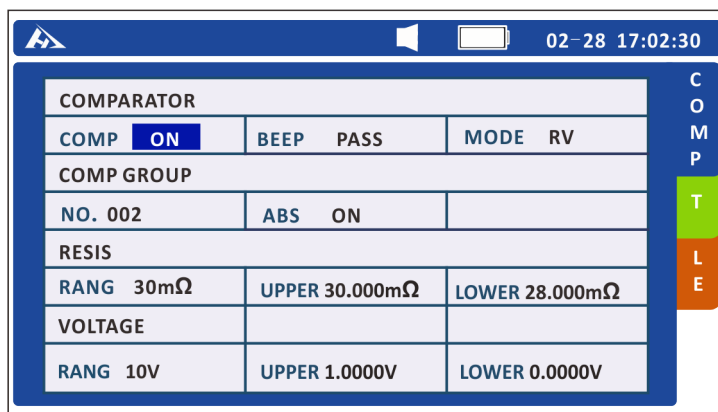 02-28 17:02:30
COMPARATOR
COMP ON BEEP PASS MODE RV
COMP GROUP
NO. 002 ABS ON
RESIS
RANG 30mΩ UPPER 30.000mΩ LOWER 28.000mΩ
VOLTAGE
RANG 10V UPPER 1.0000V LOWER 0.0000V
COMP
T
LE